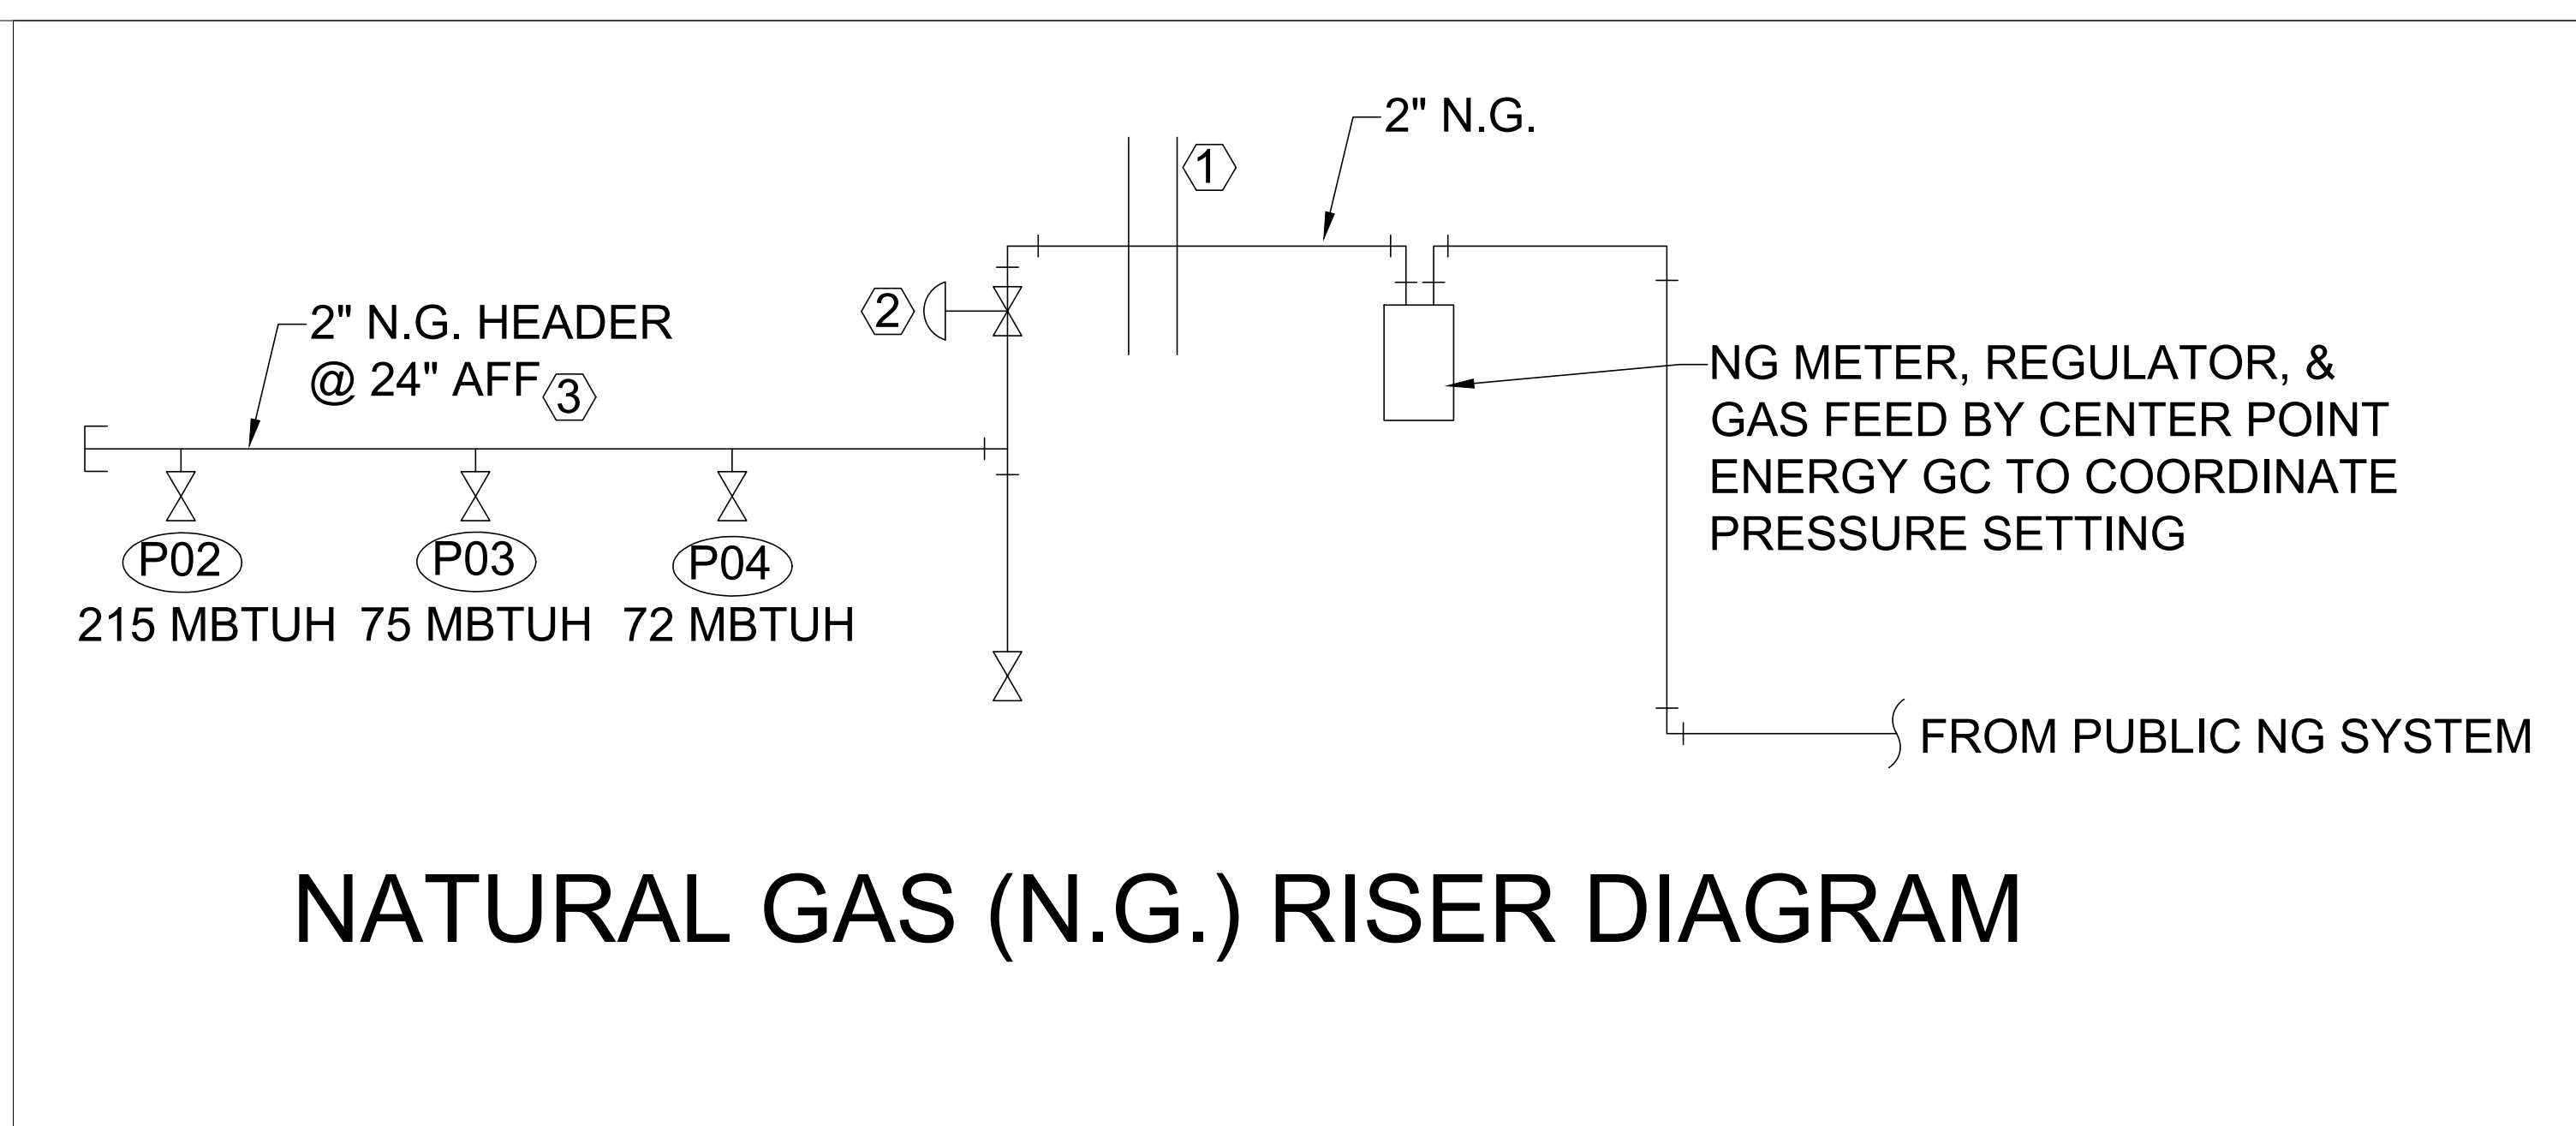 2" N.G.
1
2
2" N.G. HEADER
@ 24" AFF 3
NG METER, REGULATOR, &
GAS FEED BY CENTER POINT
ENERGY GC TO COORDINATE
PRESSURE SETTING
P02 P03 P04
215 MBTUH 75 MBTUH 72 MBTUH
FROM PUBLIC NG SYSTEM
NATURAL GAS (N.G.) RISER DIAGRAM